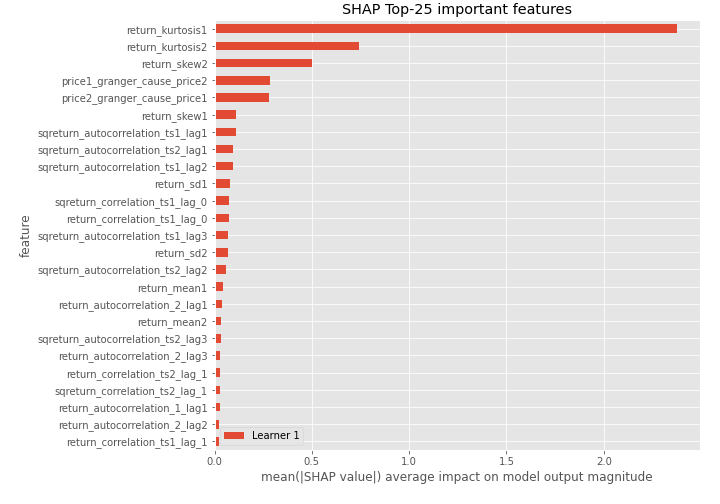 SHAP Top-25 important features
return_kurtosis1
return_kurtosis2
return_skew2
price1_granger_cause_price2
price2_granger_cause_price1
return_skew1
sqreturn_autocorrelation_ts1_lag1
sqreturn_autocorrelation_ts2_lag1
sqreturn_autocorrelation_ts1_lag2
return_sd1
sqreturn_correlation_ts1_lag_0
return_correlation_ts1_lag_0
sqreturn_autocorrelation_ts1_lag3
return_sd2
sqreturn_autocorrelation_ts2_lag2
return_mean1
return_autocorrelation_2_lag1
return_mean2
sqreturn_autocorrelation_ts2_lag3
return_autocorrelation_2_lag3
return_correlation_ts2_lag_1
sqreturn_correlation_ts2_lag_1
return_autocorrelation_1_lag1
return_autocorrelation_2_lag2
return_correlation_ts1_lag_1
feature
Learner 1
0.0 0.5 1.0 1.5 2.0
mean(|SHAP value|) average impact on model output magnitude